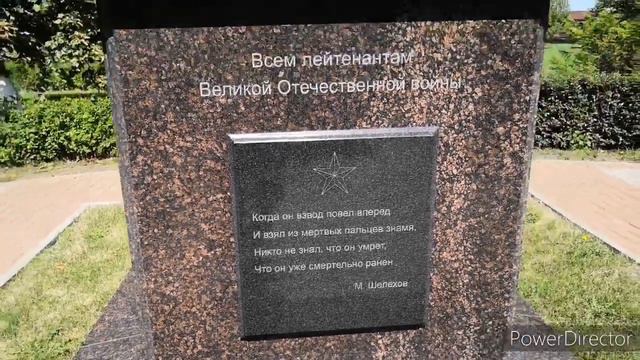 Всем лейтенантам
Великой Отечественной войны
Когда он взвод повел вперед
И взял из мертвых пальцев знамя,
Никто не знал, что он умрет,
Что он уже смертельно ранен
М. Шелехов
PowerDirector